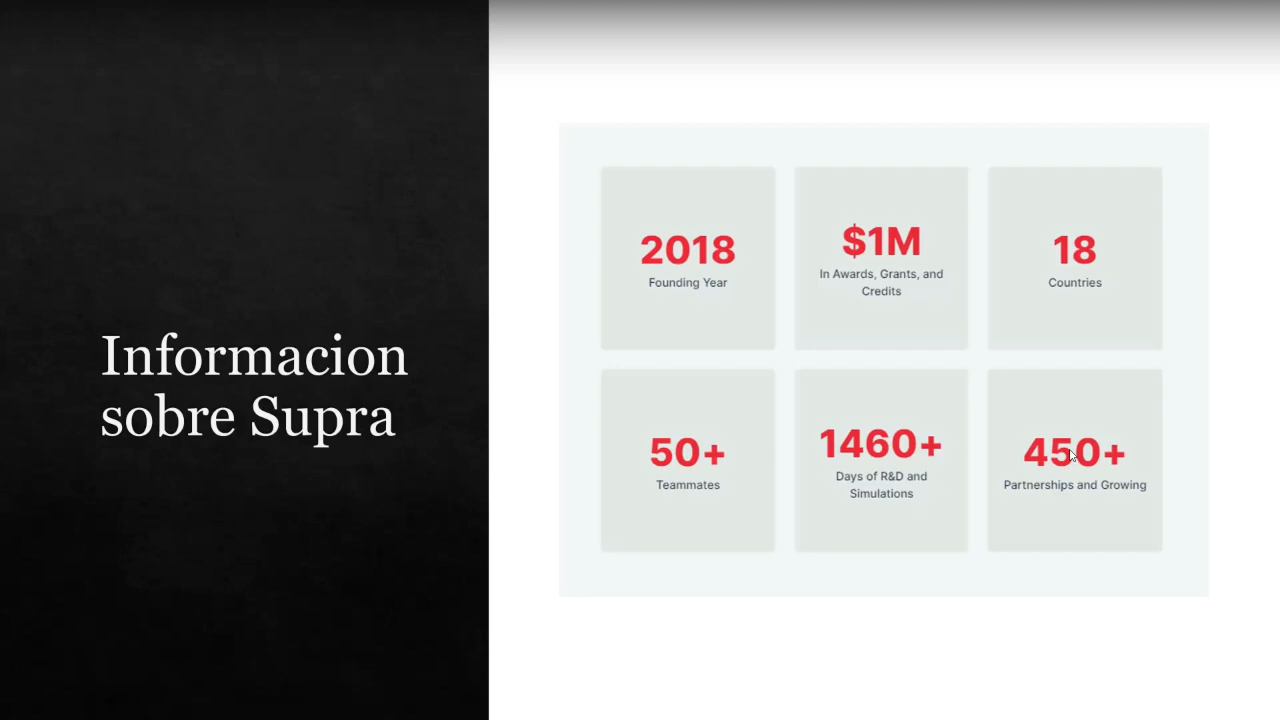 Informacion
sobre Supra
2018
Founding Year
$1M
In Awards, Grants, and
Credits
18
Countries
50+
Teammates
1460+
Days of R&D and
Simulations
450+
Partnerships and Growing